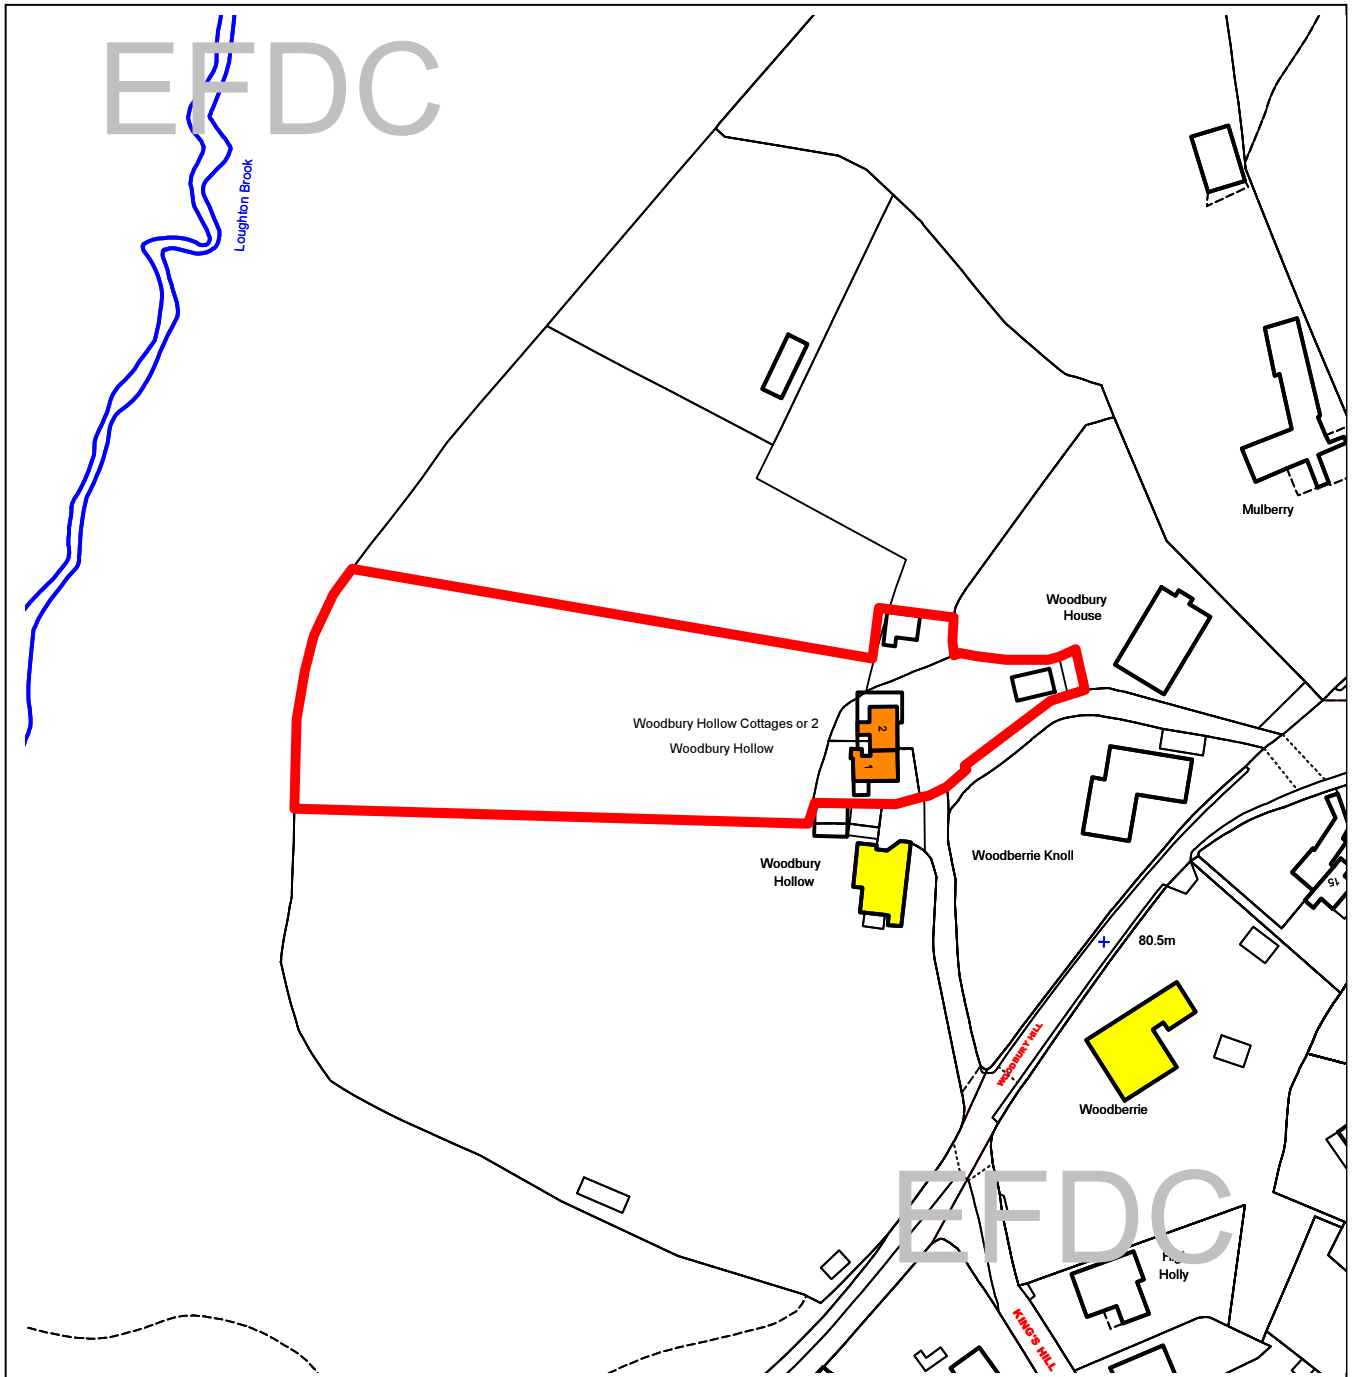 EFDC
Loughton Brook
Mulberry
Woodbury
House
Woodbury Hollow Cottages or 2
Woodbury Hollow
2
1
Woodberrie Knoll
Woodbury
Hollow
15
80.5m
WOODBURY HILL
Woodberrie
EFDC
Holly
KING'S HILL